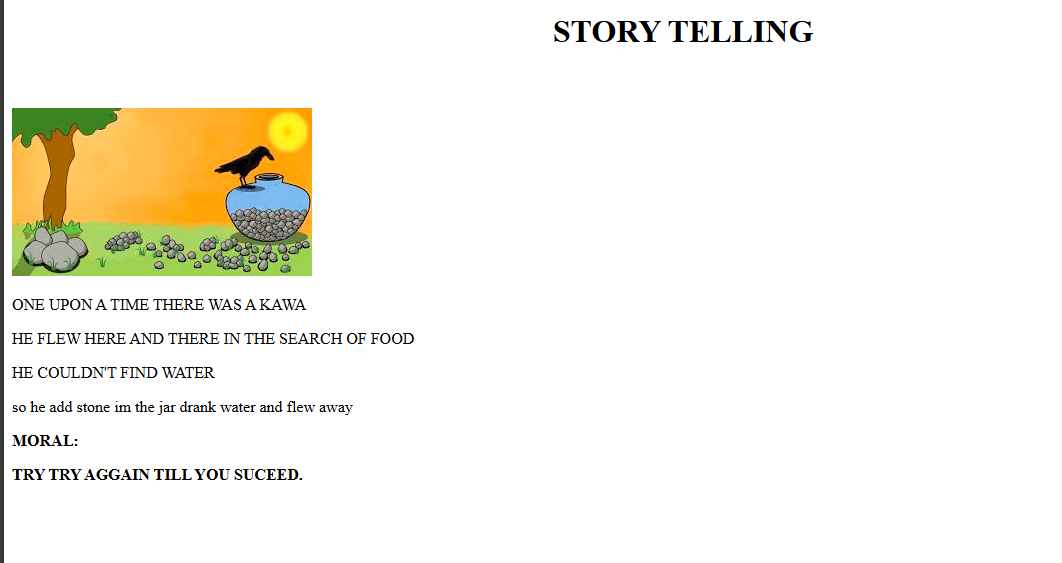 STORY TELLING
ONE UPON A TIME THERE WAS A KAWA
HE FLEW HERE AND THERE IN THE SEARCH OF FOOD
HE COULDN'T FIND WATER
so he add stone im the jar drank water and flew away
MORAL:
TRY TRY AGGAIN TILL YOU SUCEED.